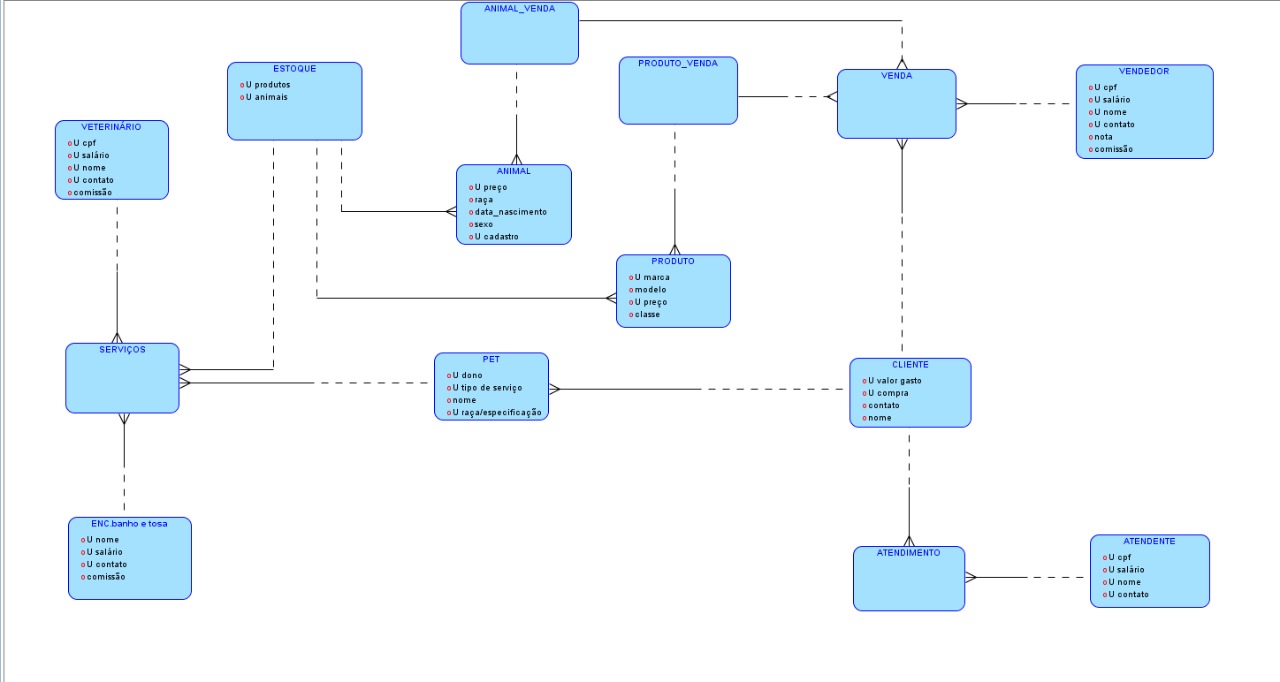 ANIMAL_VENDA
ESTOQUE
U produtos
U animais
PRODUTO_VENDA
VENDA
VENDEDOR
U cpf
U salário
U nome
U contato
nota
comissão
VETERINÁRIO
U cpf
U salário
U nome
U contato
comissão
ANIMAL
U preço
raça
data_nascimento
sexo
U cadastro
PRODUTO
U marca
modelo
U preço
classe
SERVIÇOS
PET
U dono
U tipo de serviço
nome
U raça/especificação
CLIENTE
U valor gasto
U compra
contato
nome
ENC.banho e tosa
U nome
U salário
U contato
comissão
ATENDIMENTO
ATENDENTE
U cpf
U salário
U nome
U contato